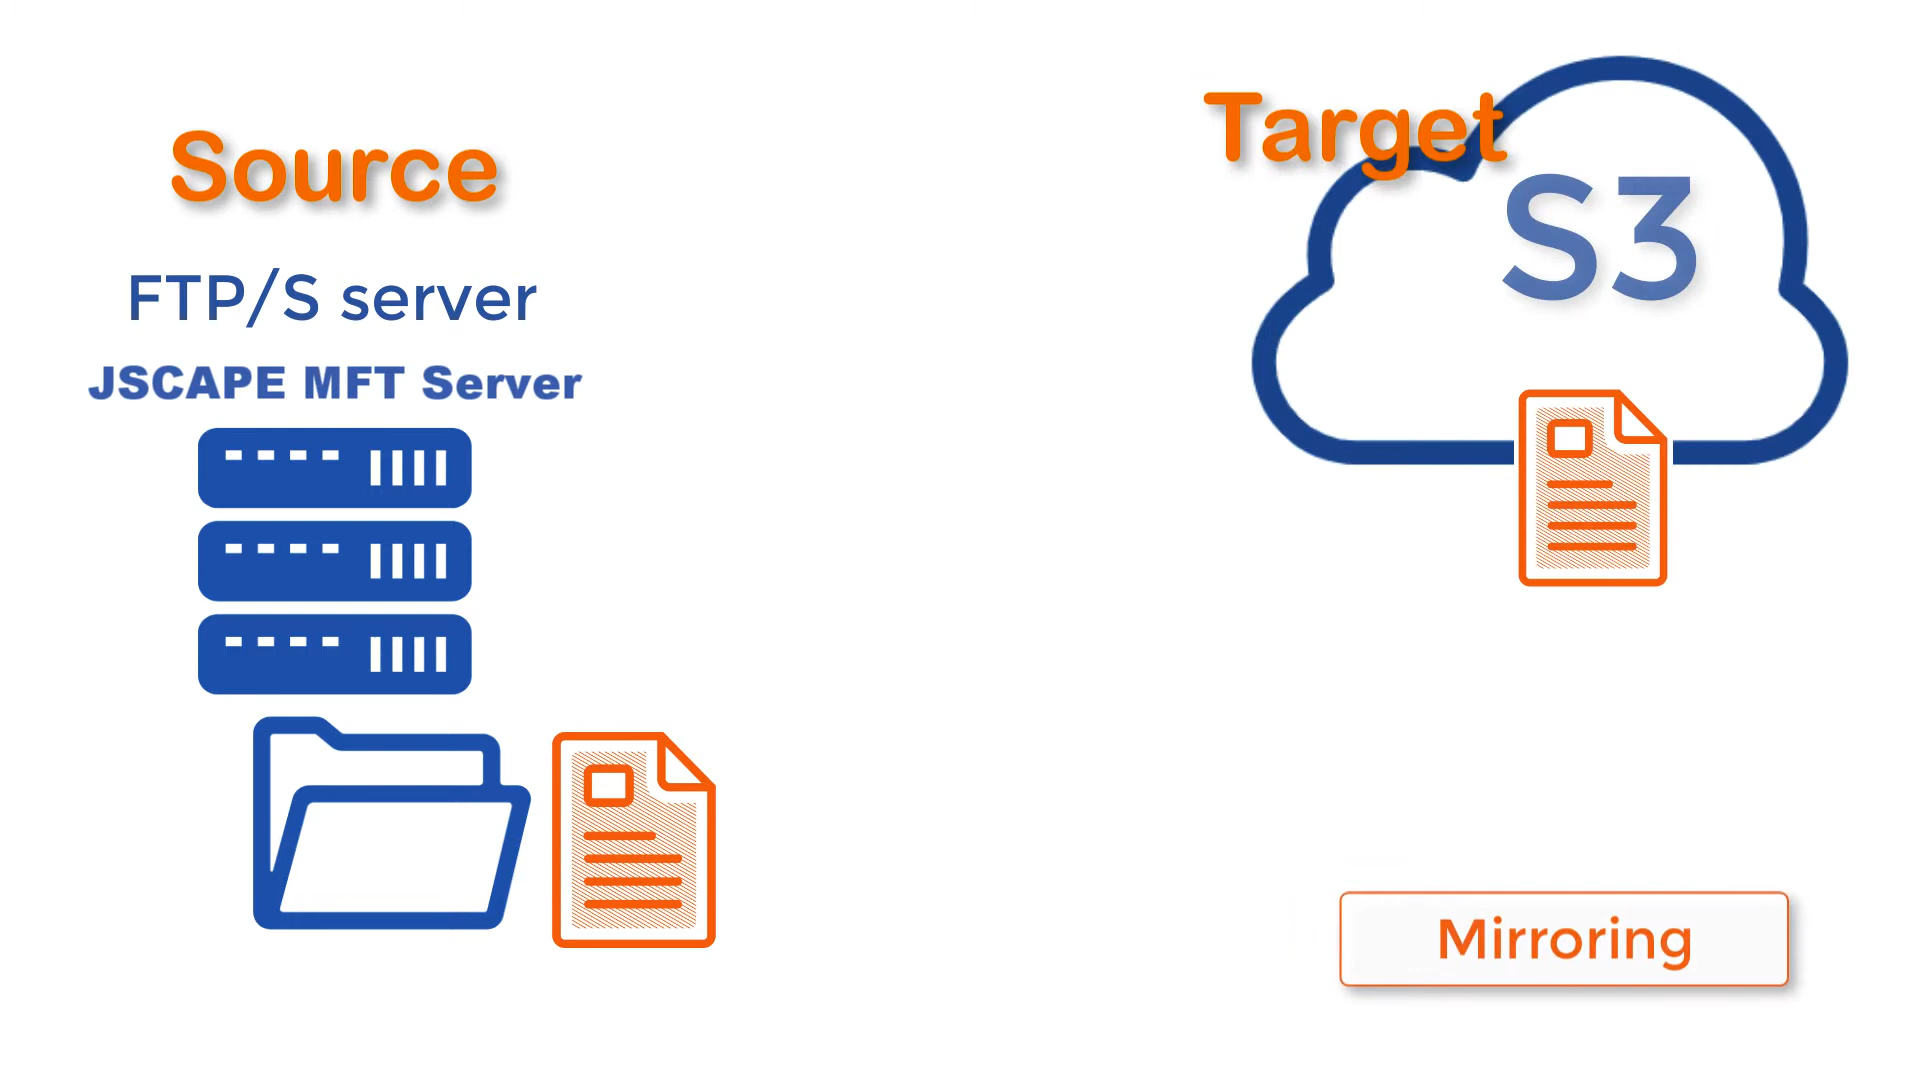 Source
FTP/S server
JSCAPE MFT Server
Target
S3
Mirroring